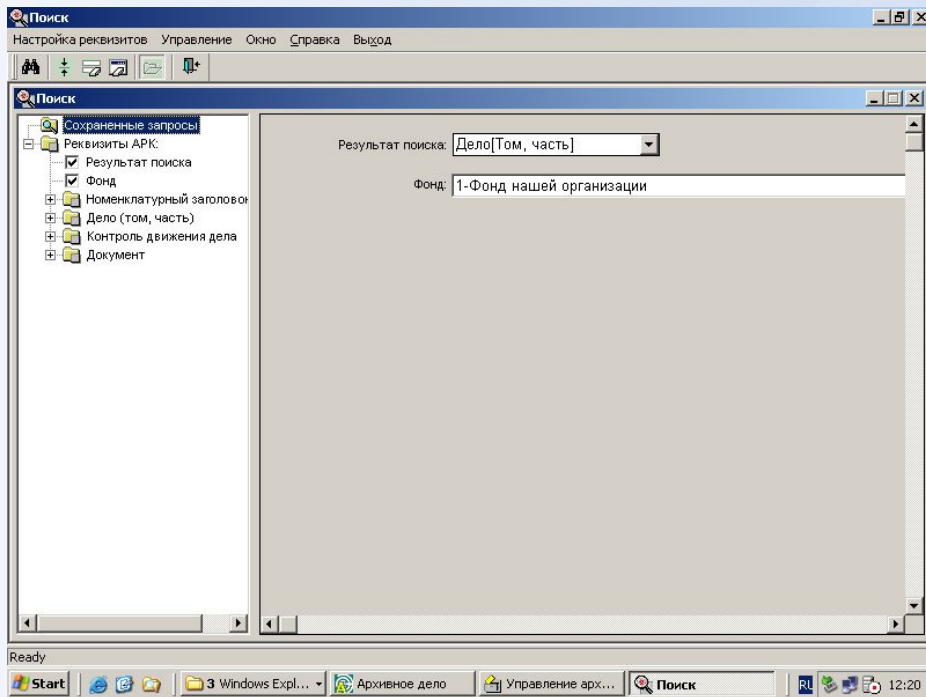 Поиск
Настройка реквизитов Управление Окно Справка Выход
Поиск
Сохраненные запросы
Реквизиты АРК:
Результат поиска
Фонд
Номенклатурный заголовок
Дело (том, часть)
Контроль движения дела
Документ
Результат поиска: Дело[Том, часть]
Фонд: 1-Фонд нашей организации
Ready
Start 3 Windows Expl... Архивное дело Управление арх... Поиск RL 12:20